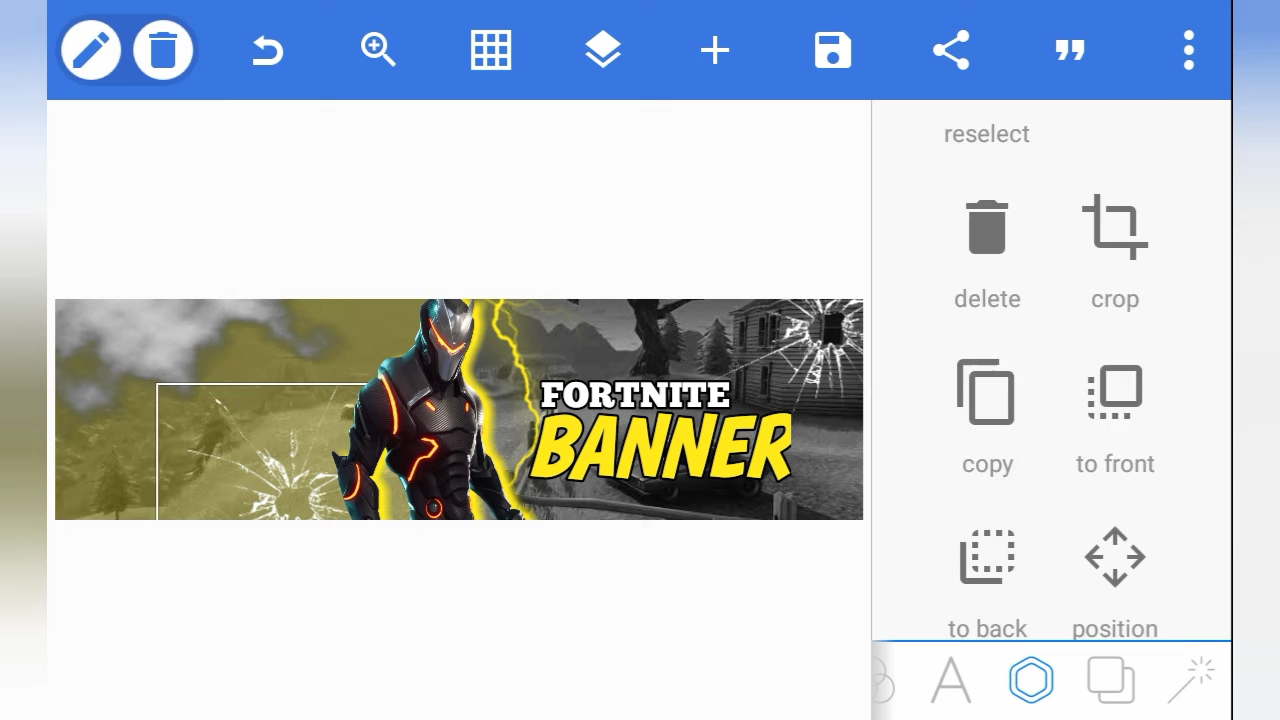 reselect
delete crop
FORTNITE
BANNER
copy to front
to back position